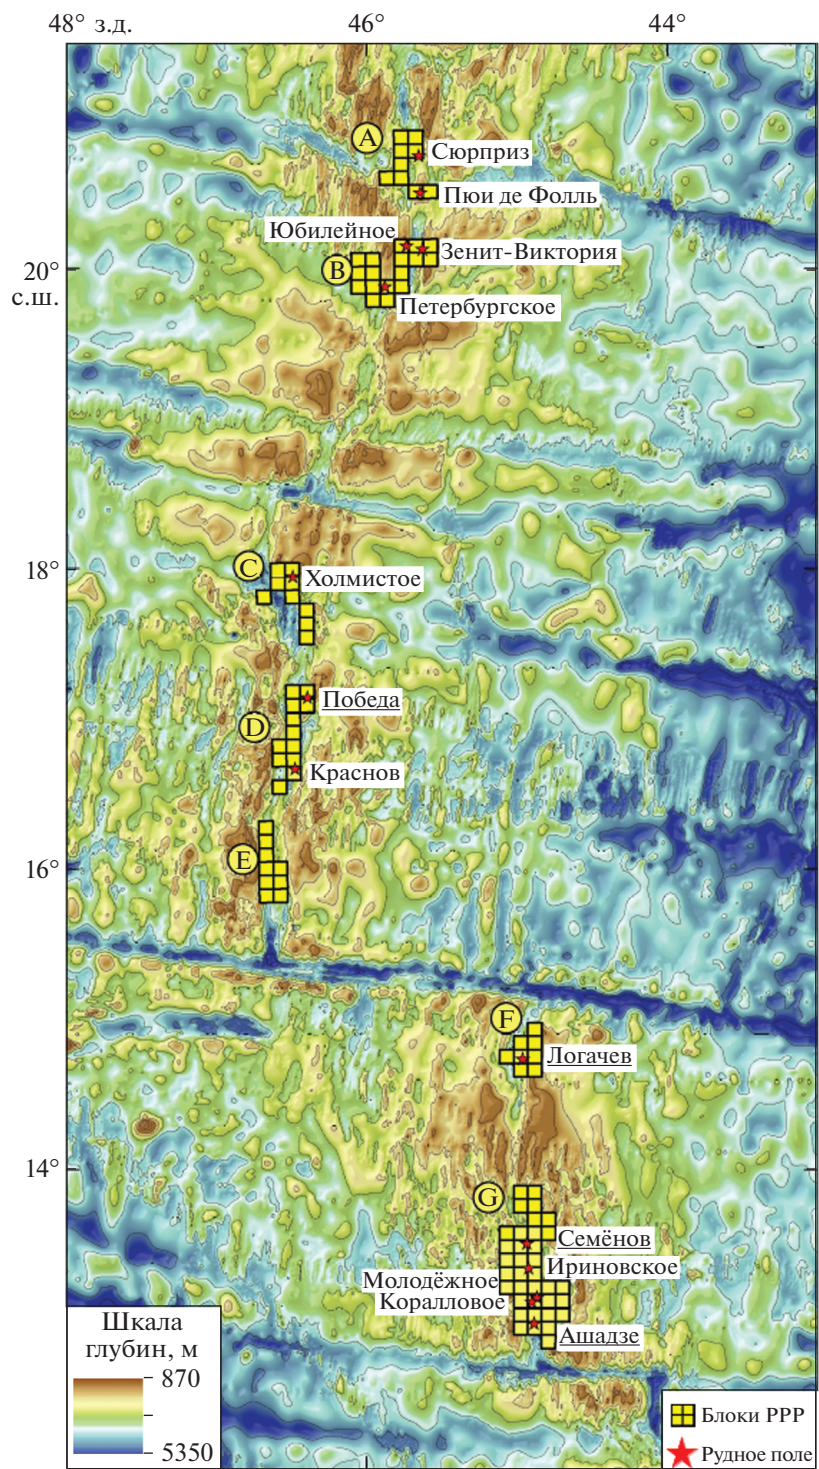 48° з.д.
46°
44°
A
Сюрприз
Пюи де Фолль
Юбилейное
Зенит-Виктория
20°
с.ш.
B
Петербургское
18°
C
Холмистое
Победа
D
Краснов
16°
E
F
Логачев
14°
G
Семёнов
Ириновское
Молодёжное
Коралловое
Ашадзе
Шкала
глубин, м
870
5350
Блоки РРР
Рудное поле